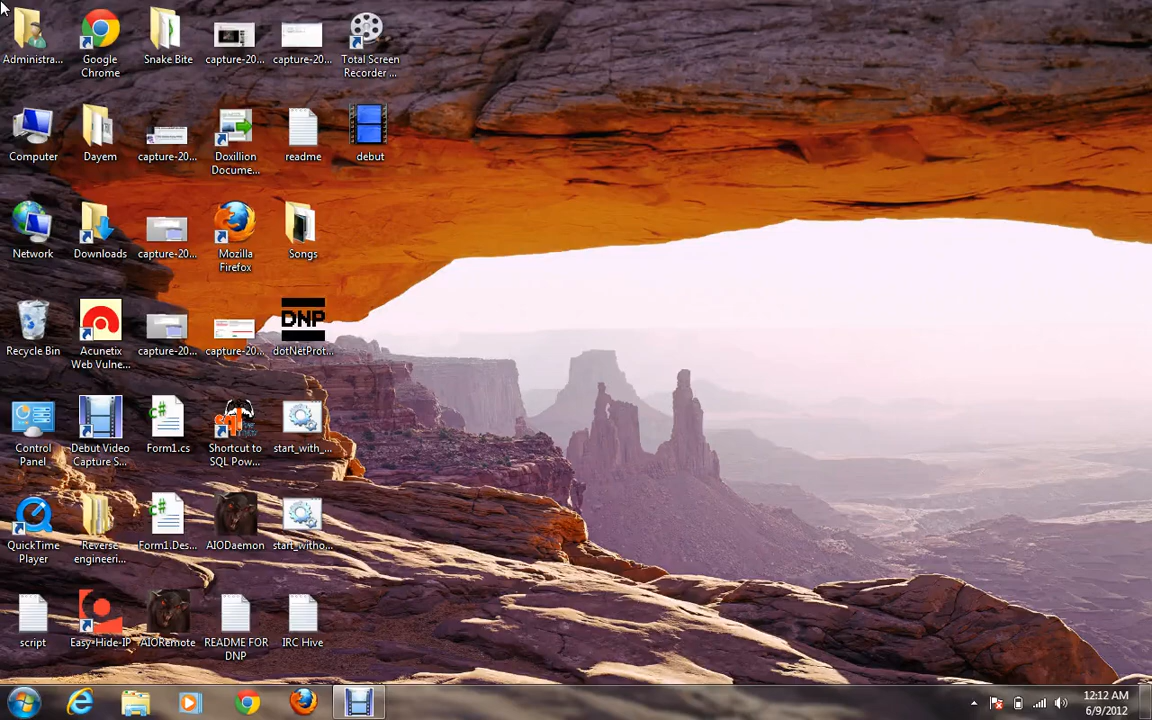 Administra...
Google
Chrome
Snake Bite
capture-20...
capture-20...
Total Screen
Recorder ...
Computer
Dayem
capture-20...
Doxillion
Docume...
readme
debut
Network
Downloads
capture-20...
Mozilla
Firefox
Songs
DNP
Recycle Bin
Acunetix
Web Vulne...
capture-20...
capture-20...
dotNetProt...
Control
Panel
Debut Video
Capture S...
C#
Form1.cs
sql
Shortcut to
SQL Pow...
start_with_...
QuickTime
Player
Reverse
engineeri...
C#
Form1.Des...
AIODaemon
start_witho...
script
Easy-Hide-IP
AIORemote
README FOR
DNP
IRC Hive
12:12 AM
6/9/2012